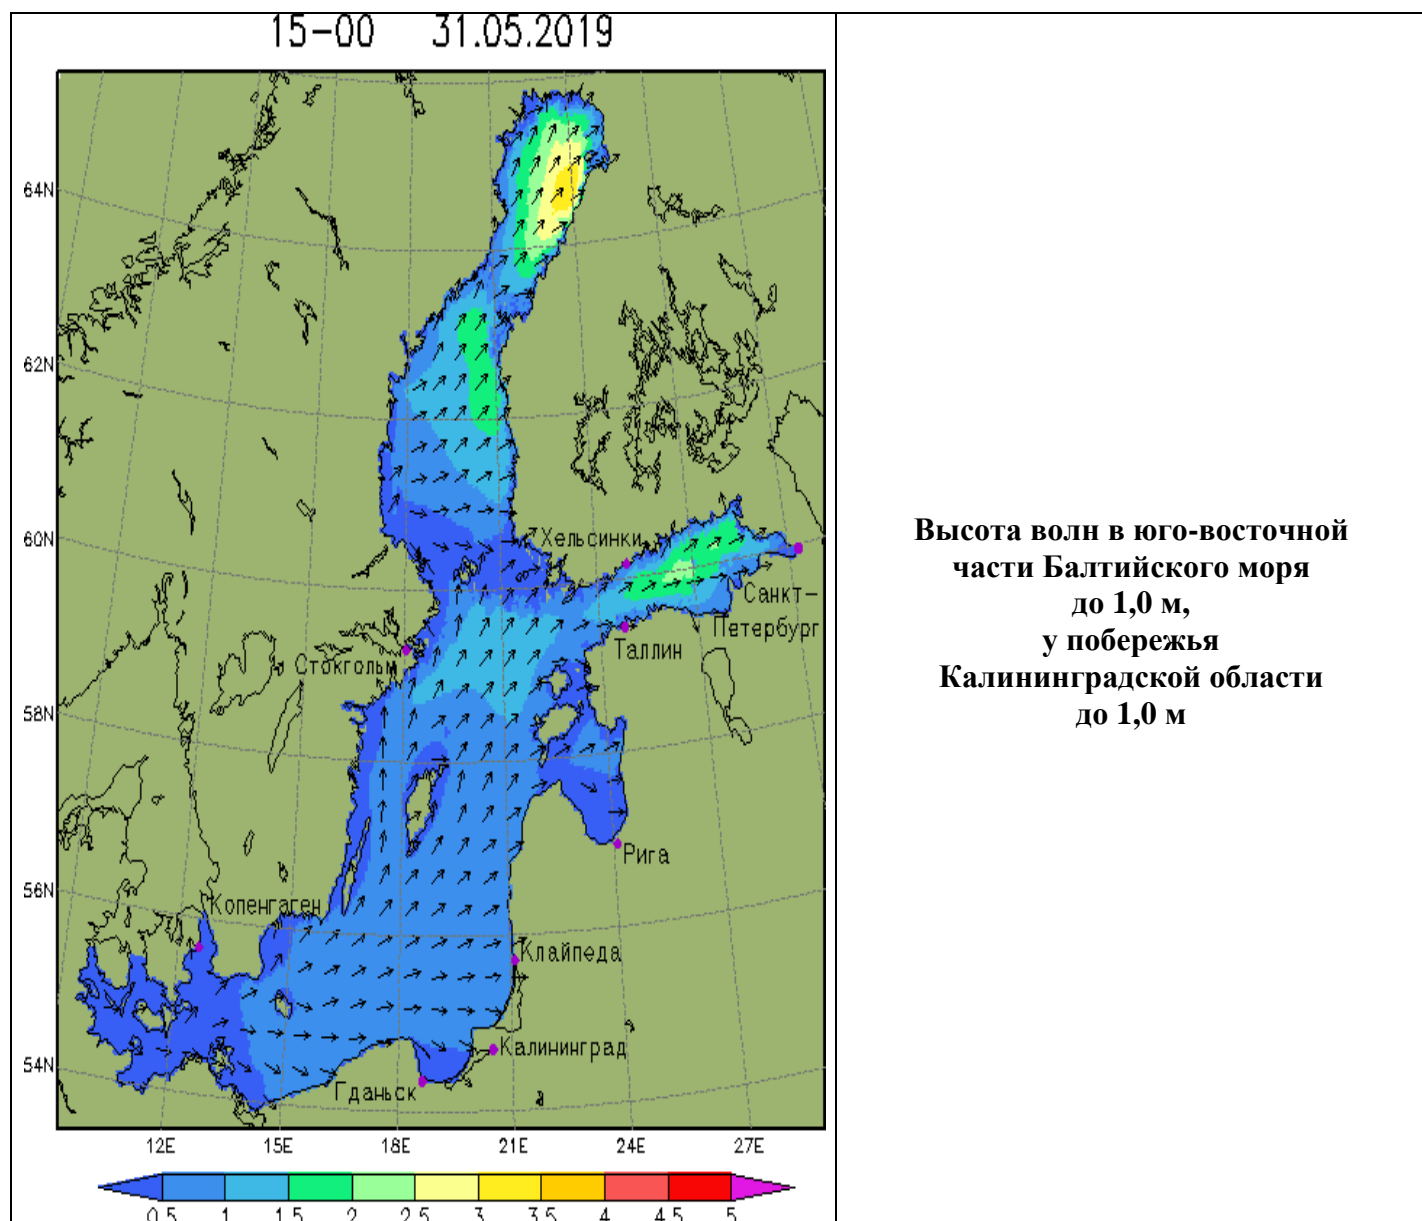 15-00 31.05.2019
64N
62N
60N
58N
56N
54N
Хельсинки
Санкт-
Петербург
Таллин
Стокгольм
Рига
Копенгаген
Клайпеда
Калининград
Гданьск
12E 15E 18E 21E 24E 27E
0.5 1 1.5 2 2.5 3 3.5 4 4.5 5
Высота волн в юго-восточной
части Балтийского моря
до 1,0 м,
у побережья
Калининградской области
до 1,0 м